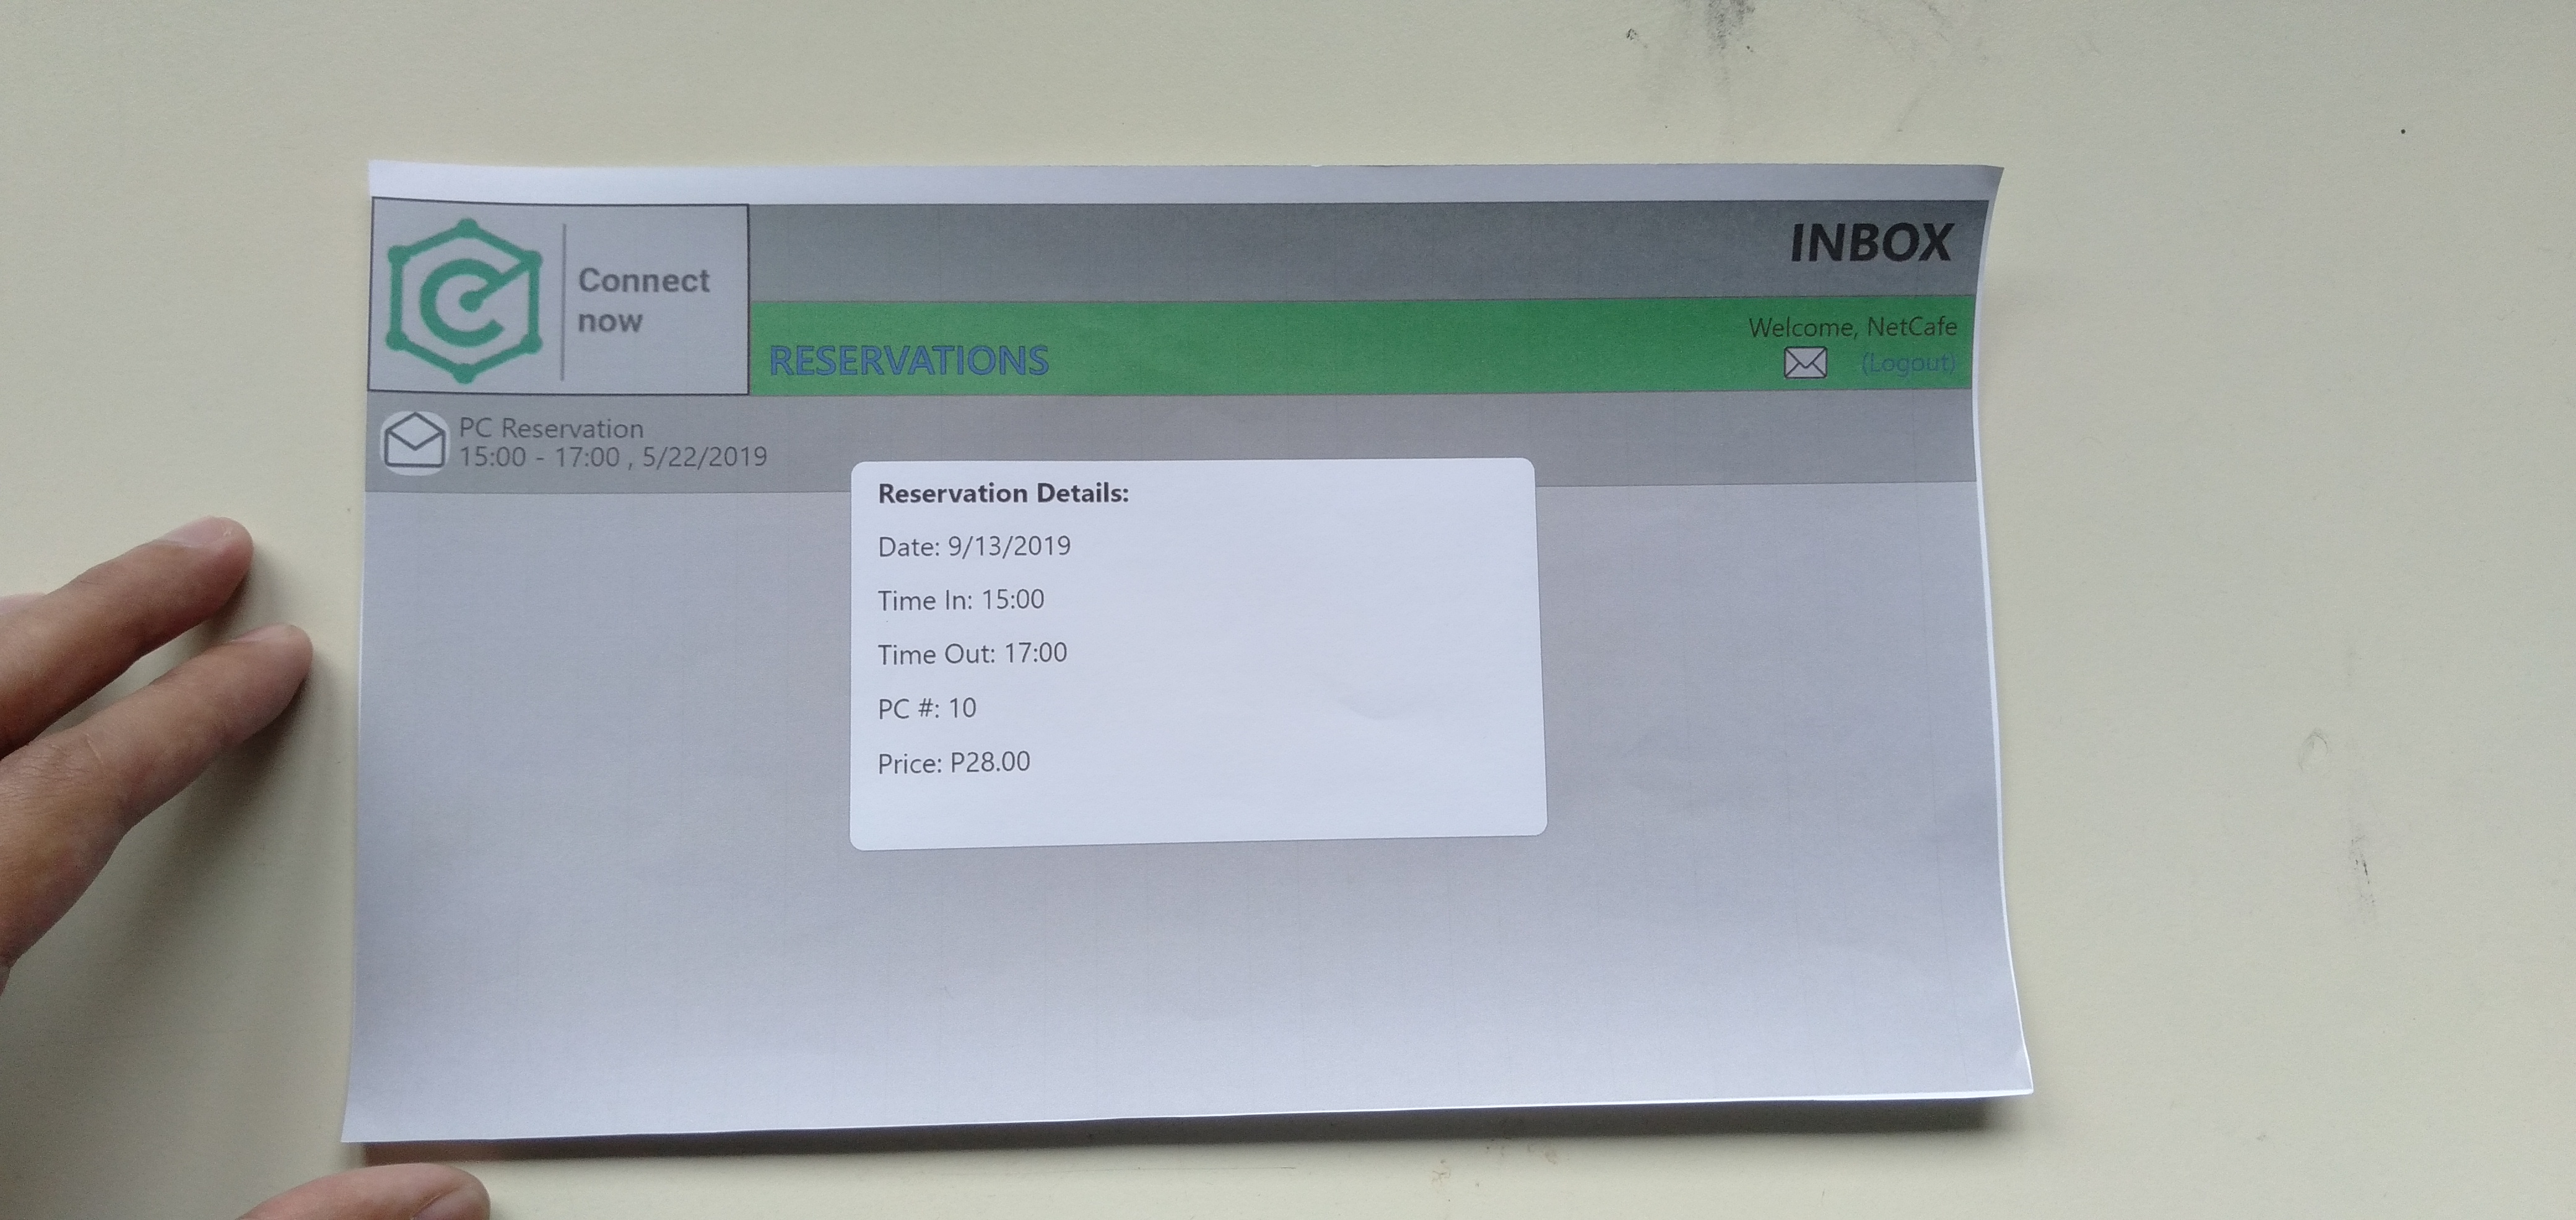 Connect
now
INBOX
Welcome, NetCafe
RESERVATIONS
(Logout)
PC Reservation
15:00 - 17:00 , 5/22/2019
Reservation Details:
Date: 9/13/2019
Time In: 15:00
Time Out: 17:00
PC #: 10
Price: P28.00